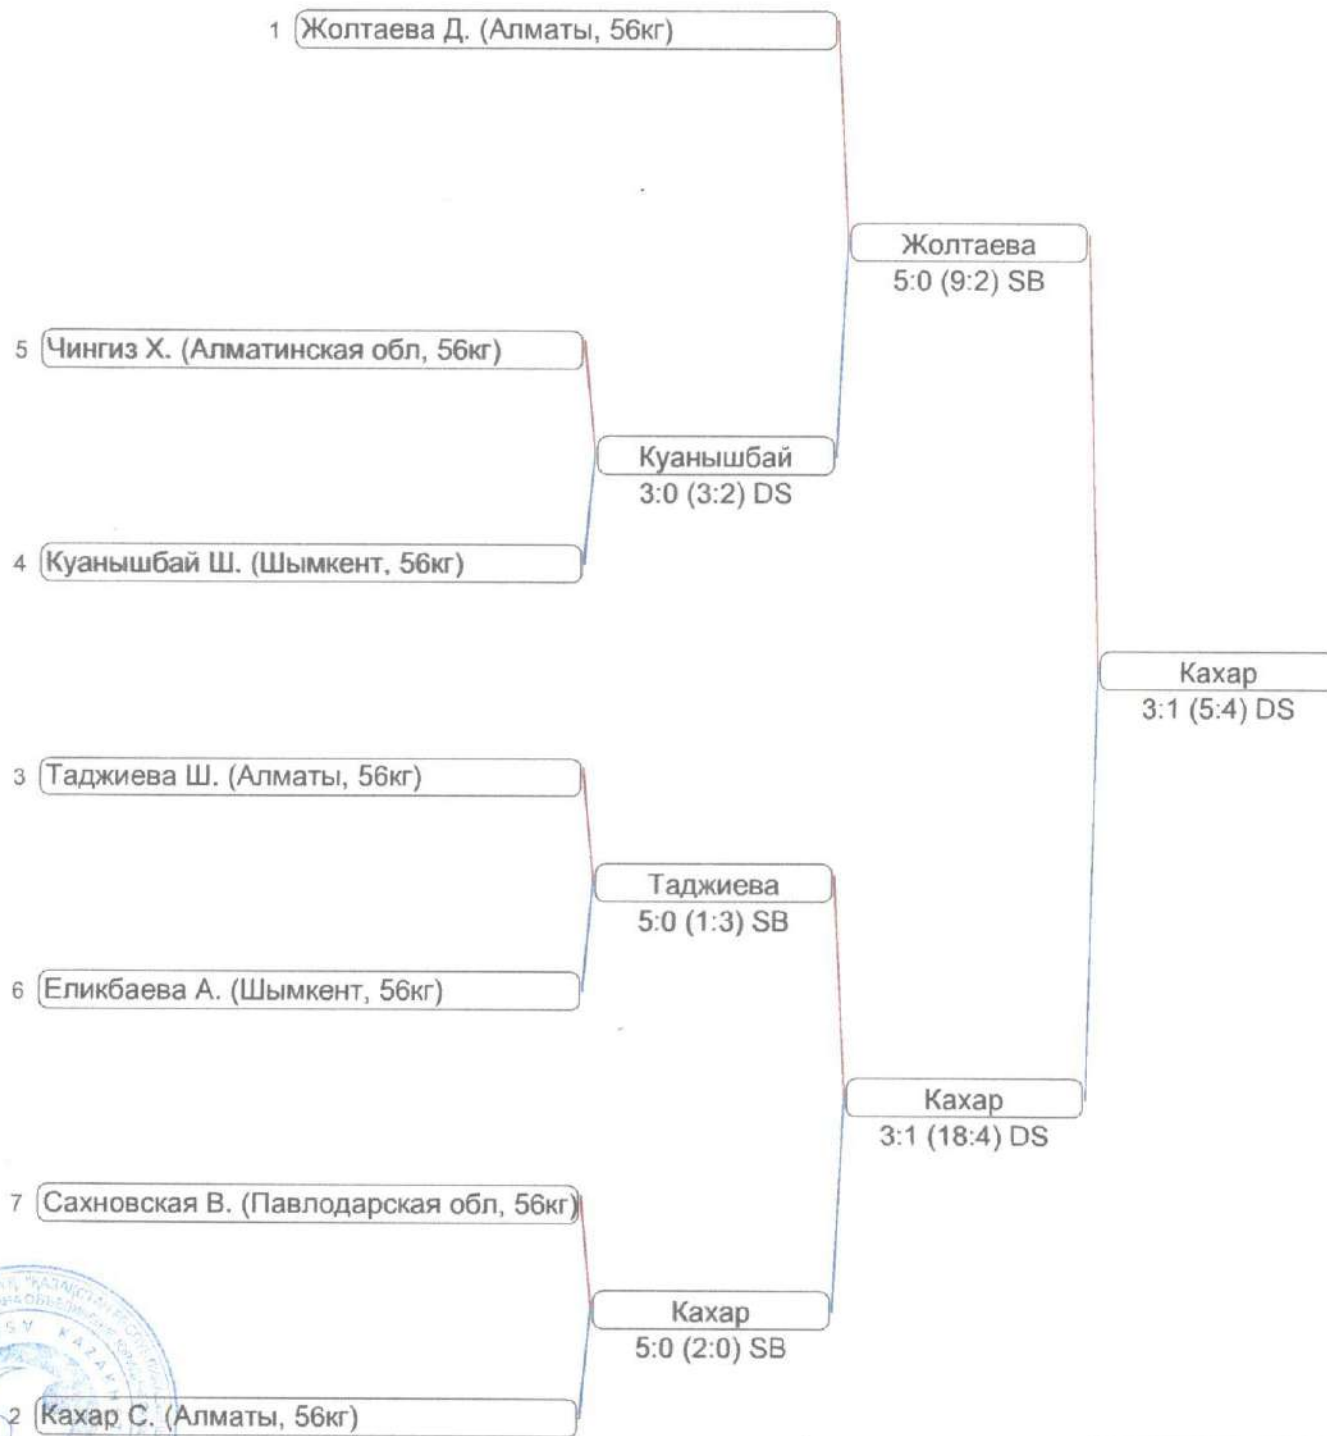 1 Жолтаева Д. (Алматы, 56кг)
Жолтаева
5:0 (9:2) SB
5 Чингиз Х. (Алматинская обл, 56кг)
Куанышбай
3:0 (3:2) DS
4 Куанышбай Ш. (Шымкент, 56кг)
Кахар
3:1 (5:4) DS
3 Таджиева Ш. (Алматы, 56кг)
Таджиева
5:0 (1:3) SB
6 Еликбаева А. (Шымкент, 56кг)
Кахар
3:1 (18:4) DS
7 Сахновская В. (Павлодарская обл, 56кг)
Кахар
5:0 (2:0) SB
2 Кахар С. (Алматы, 56кг)